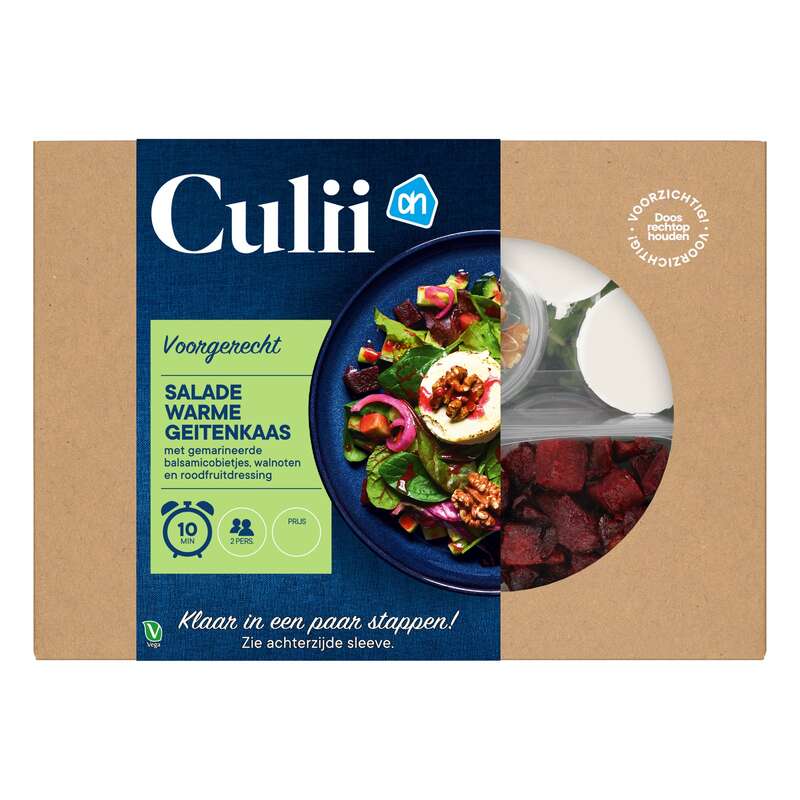 Culii
ah
Voorgerecht
SALADE
WARME
GEITENKAAS
met gemarineerde
balsamicobietjes, walnoten
en roodfruitdressing
10
MIN
2 PERS.
PRIJS
Klaar in een paar stappen!
Zie achterzijde sleeve.
V
Vega
VOORZICHTIG! · VOORZICHTIG! ·
Doos
rechtop
houden